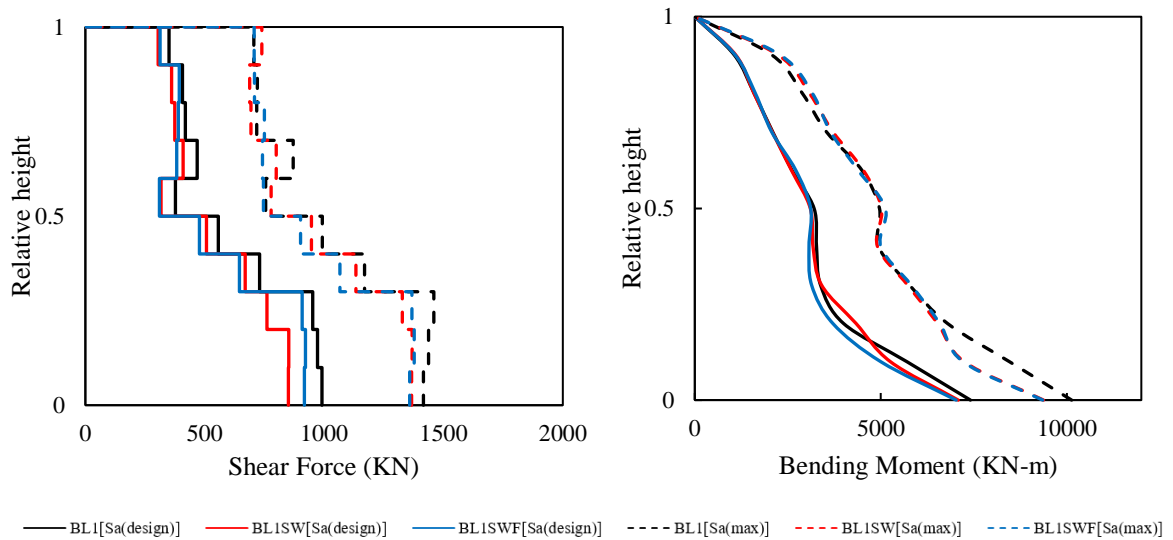 1
0.5
0
Relative height
0 500 1000 1500 2000
Shear Force (KN)
1
0.5
0
Relative height
0 5000 10000
Bending Moment (KN-m)
BL1[Sa(design)] BL1SW[Sa(design)] BL1SWF[Sa(design)] BL1[Sa(max)] BL1SW[Sa(max)] BL1SWF[Sa(max)]